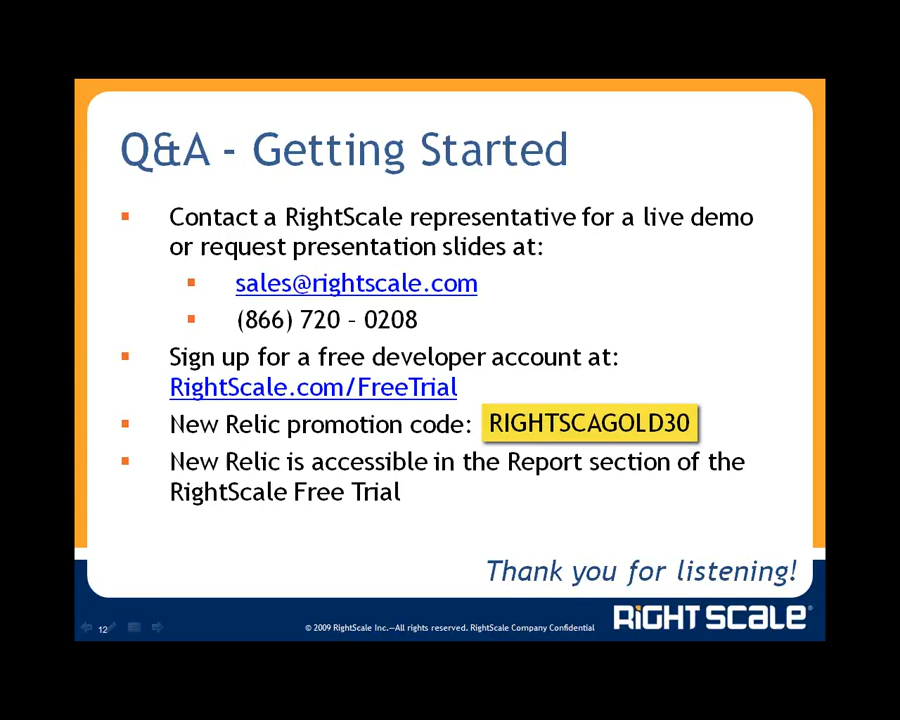 Q&A - Getting Started
▪ Contact a RightScale representative for a live demo
or request presentation slides at:
▪ sales@rightscale.com
▪ (866) 720 – 0208
▪ Sign up for a free developer account at:
RightScale.com/FreeTrial
▪ New Relic promotion code: RIGHTSCAGOLD30
▪ New Relic is accessible in the Report section of the
RightScale Free Trial
Thank you for listening!
12
© 2009 RightScale Inc.—All rights reserved. RightScale Company Confidential
RIGHT SCALE®